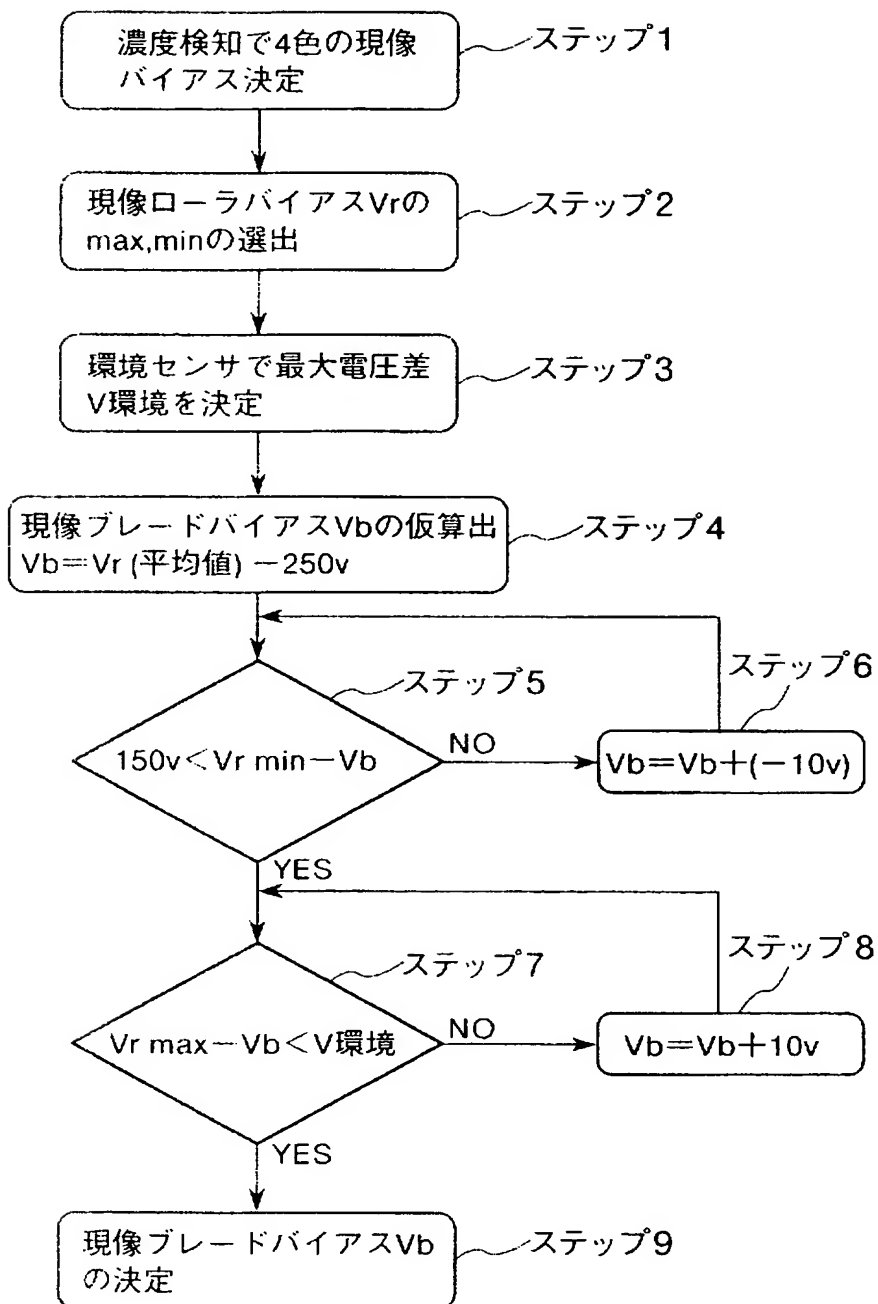 濃度検知で4色の現像
バイアス決定
ステップ1
現像ローラバイアスVrの
max,minの選出
ステップ2
環境センサで最大電圧差
V環境を決定
ステップ3
現像ブレードバイアスVbの仮算出
Vb＝Vr (平均値) －250v
ステップ4
ステップ5
150v＜Vr min－Vb
NO
ステップ6
Vb＝Vb＋(－10v)
YES
ステップ7
Vr max－Vb＜V環境
NO
ステップ8
Vb＝Vb＋10v
YES
現像ブレードバイアスVb
の決定
ステップ9